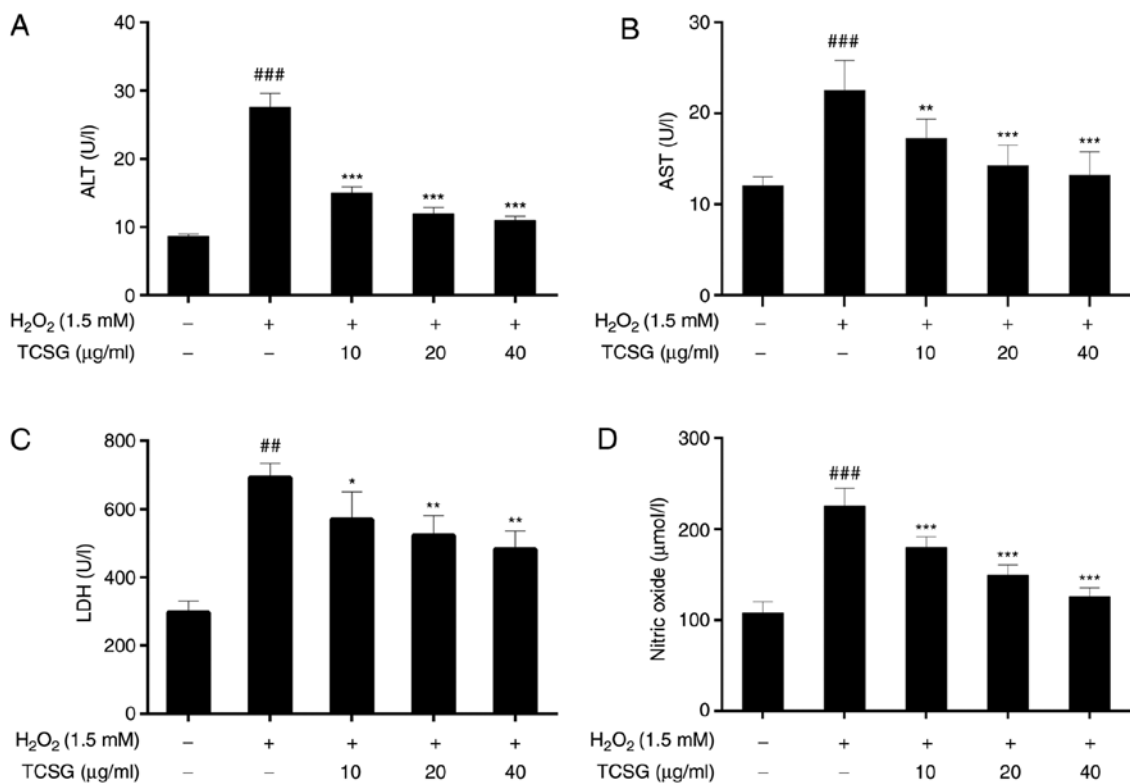 A
40
30
20
10
0
ALT (U/l)
###
***
***
***
H₂O₂ (1.5 mM) – + + + +
TCSG (μg/ml) – – 10 20 40
B
30
20
10
0
AST (U/l)
###
**
***
***
H₂O₂ (1.5 mM) – + + + +
TCSG (μg/ml) – – 10 20 40
C
800
600
400
200
0
LDH (U/l)
##
*
**
**
H₂O₂ (1.5 mM) – + + + +
TCSG (μg/ml) – – 10 20 40
D
300
200
100
0
Nitric oxide (μmol/l)
###
***
***
***
H₂O₂ (1.5 mM) – + + + +
TCSG (μg/ml) – – 10 20 40